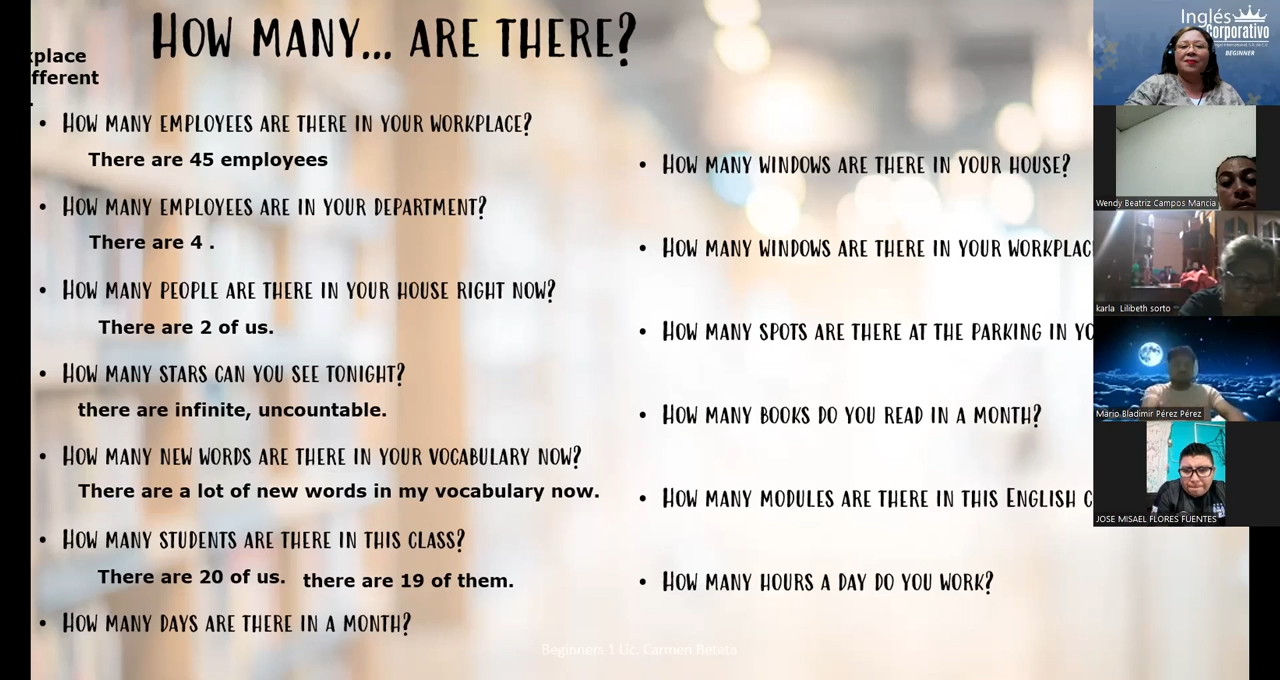 How many... are there?
xplace
fferent
.
• How many employees are there in your workplace?
There are 45 employees
• How many employees are in your department?
There are 4 .
• How many people are there in your house right now?
There are 2 of us.
• How many stars can you see tonight?
there are infinite, uncountable.
• How many new words are there in your vocabulary now?
There are a lot of new words in my vocabulary now.
• How many students are there in this class?
There are 20 of us. there are 19 of them.
• How many days are there in a month?
• How many windows are there in your house?
• How many windows are there in your workplac
• How many spots are there at the parking in yo
• How many books do you read in a month?
• How many modules are there in this English c
• How many hours a day do you work?
Beginners 1 Lic. Carmen Beteta
Inglés
Corporativo
BEGINNER
Wendy Beatriz Campos Mancia
karla Lilibeth sorto
Mario Bladimir Pérez Pérez
JOSE MISAEL FLORES FUENTES